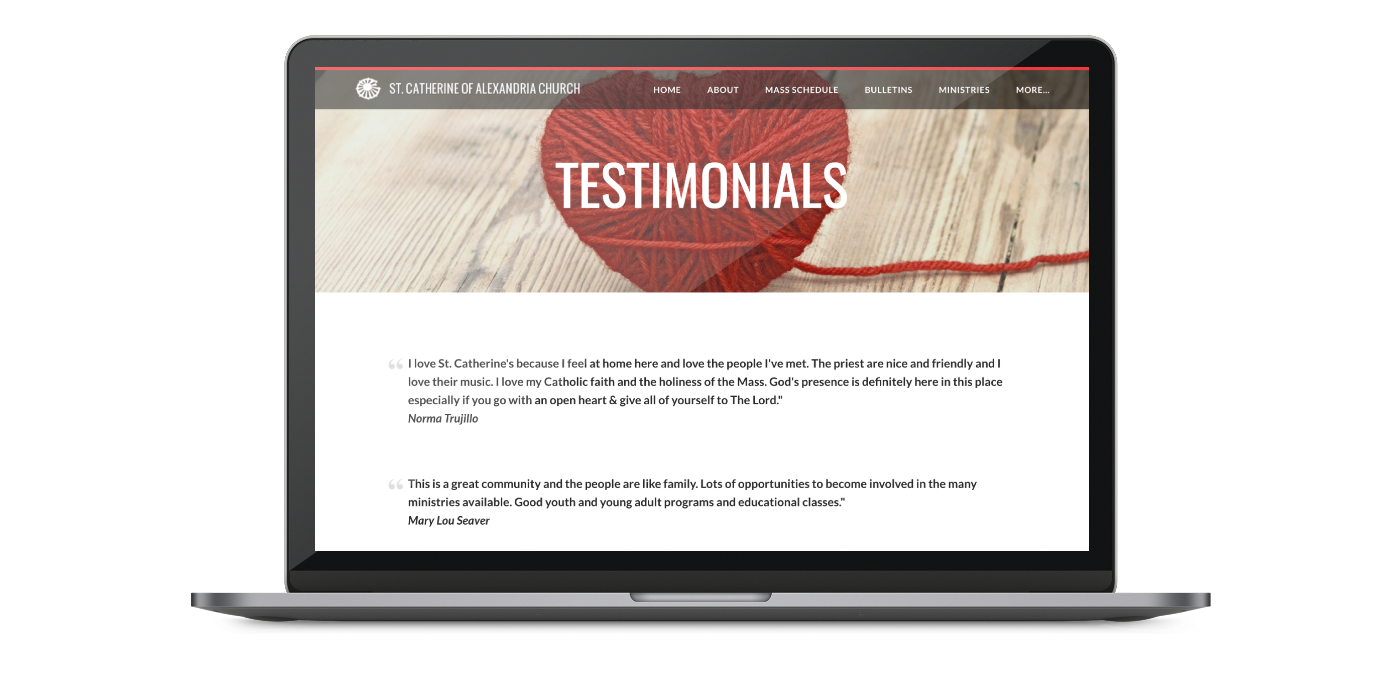 ST. CATHERINE OF ALEXANDRIA CHURCH HOME ABOUT MASS SCHEDULE BULLETINS MINISTRIES MORE...
TESTIMONIALS
“ I love St. Catherine's because I feel at home here and love the people I've met. The priest are nice and friendly and I
love their music. I love my Catholic faith and the holiness of the Mass. God's presence is definitely here in this place
especially if you go with an open heart & give all of yourself to The Lord."
Norma Trujillo
“ This is a great community and the people are like family. Lots of opportunities to become involved in the many
ministries available. Good youth and young adult programs and educational classes."
Mary Lou Seaver